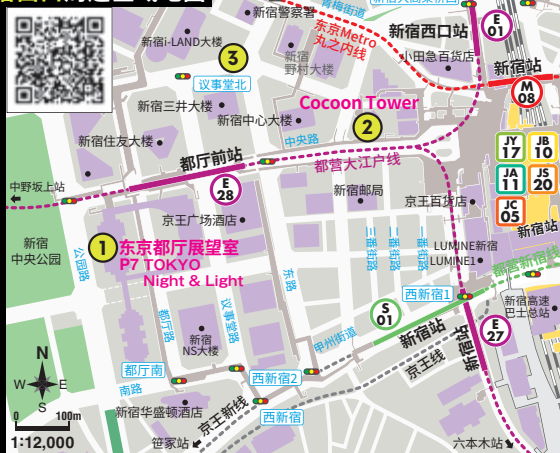 新宿警察署
青梅街道
新宿西口站
E
01
新宿i-LAND大楼
3
东京Metro
丸之内线
小田急百货店
新宿
野村大楼
新宿站
议事堂北
M
08
新宿三井大楼
Cocoon Tower
新宿中心大楼
2
新宿住友大楼
中央路
JY
17
JB
10
都厅前站
都营大江户线
JA
11
JS
20
中野坂上站
E
28
新宿邮局
京王百货店
JC
05
京王广场酒店
新宿站
1
东京都厅展望室
P7 TOKYO
Night & Light
新宿
中央公园
三番街路
二番街路
一番街路
LUMINE新宿
LUMINE1
公园路
东路
都营新宿线
西新宿1
都厅路
议事堂路
S
01
新宿高速
巴士总站
新宿
NS大楼
甲州街道
新宿站
新宿站
E
27
N
W
E
S
都厅南
西新宿2
京王线
南路
0
100m
新宿华盛顿酒店
京王新线
西新宿
1:12,000
笹冢站
六本木站